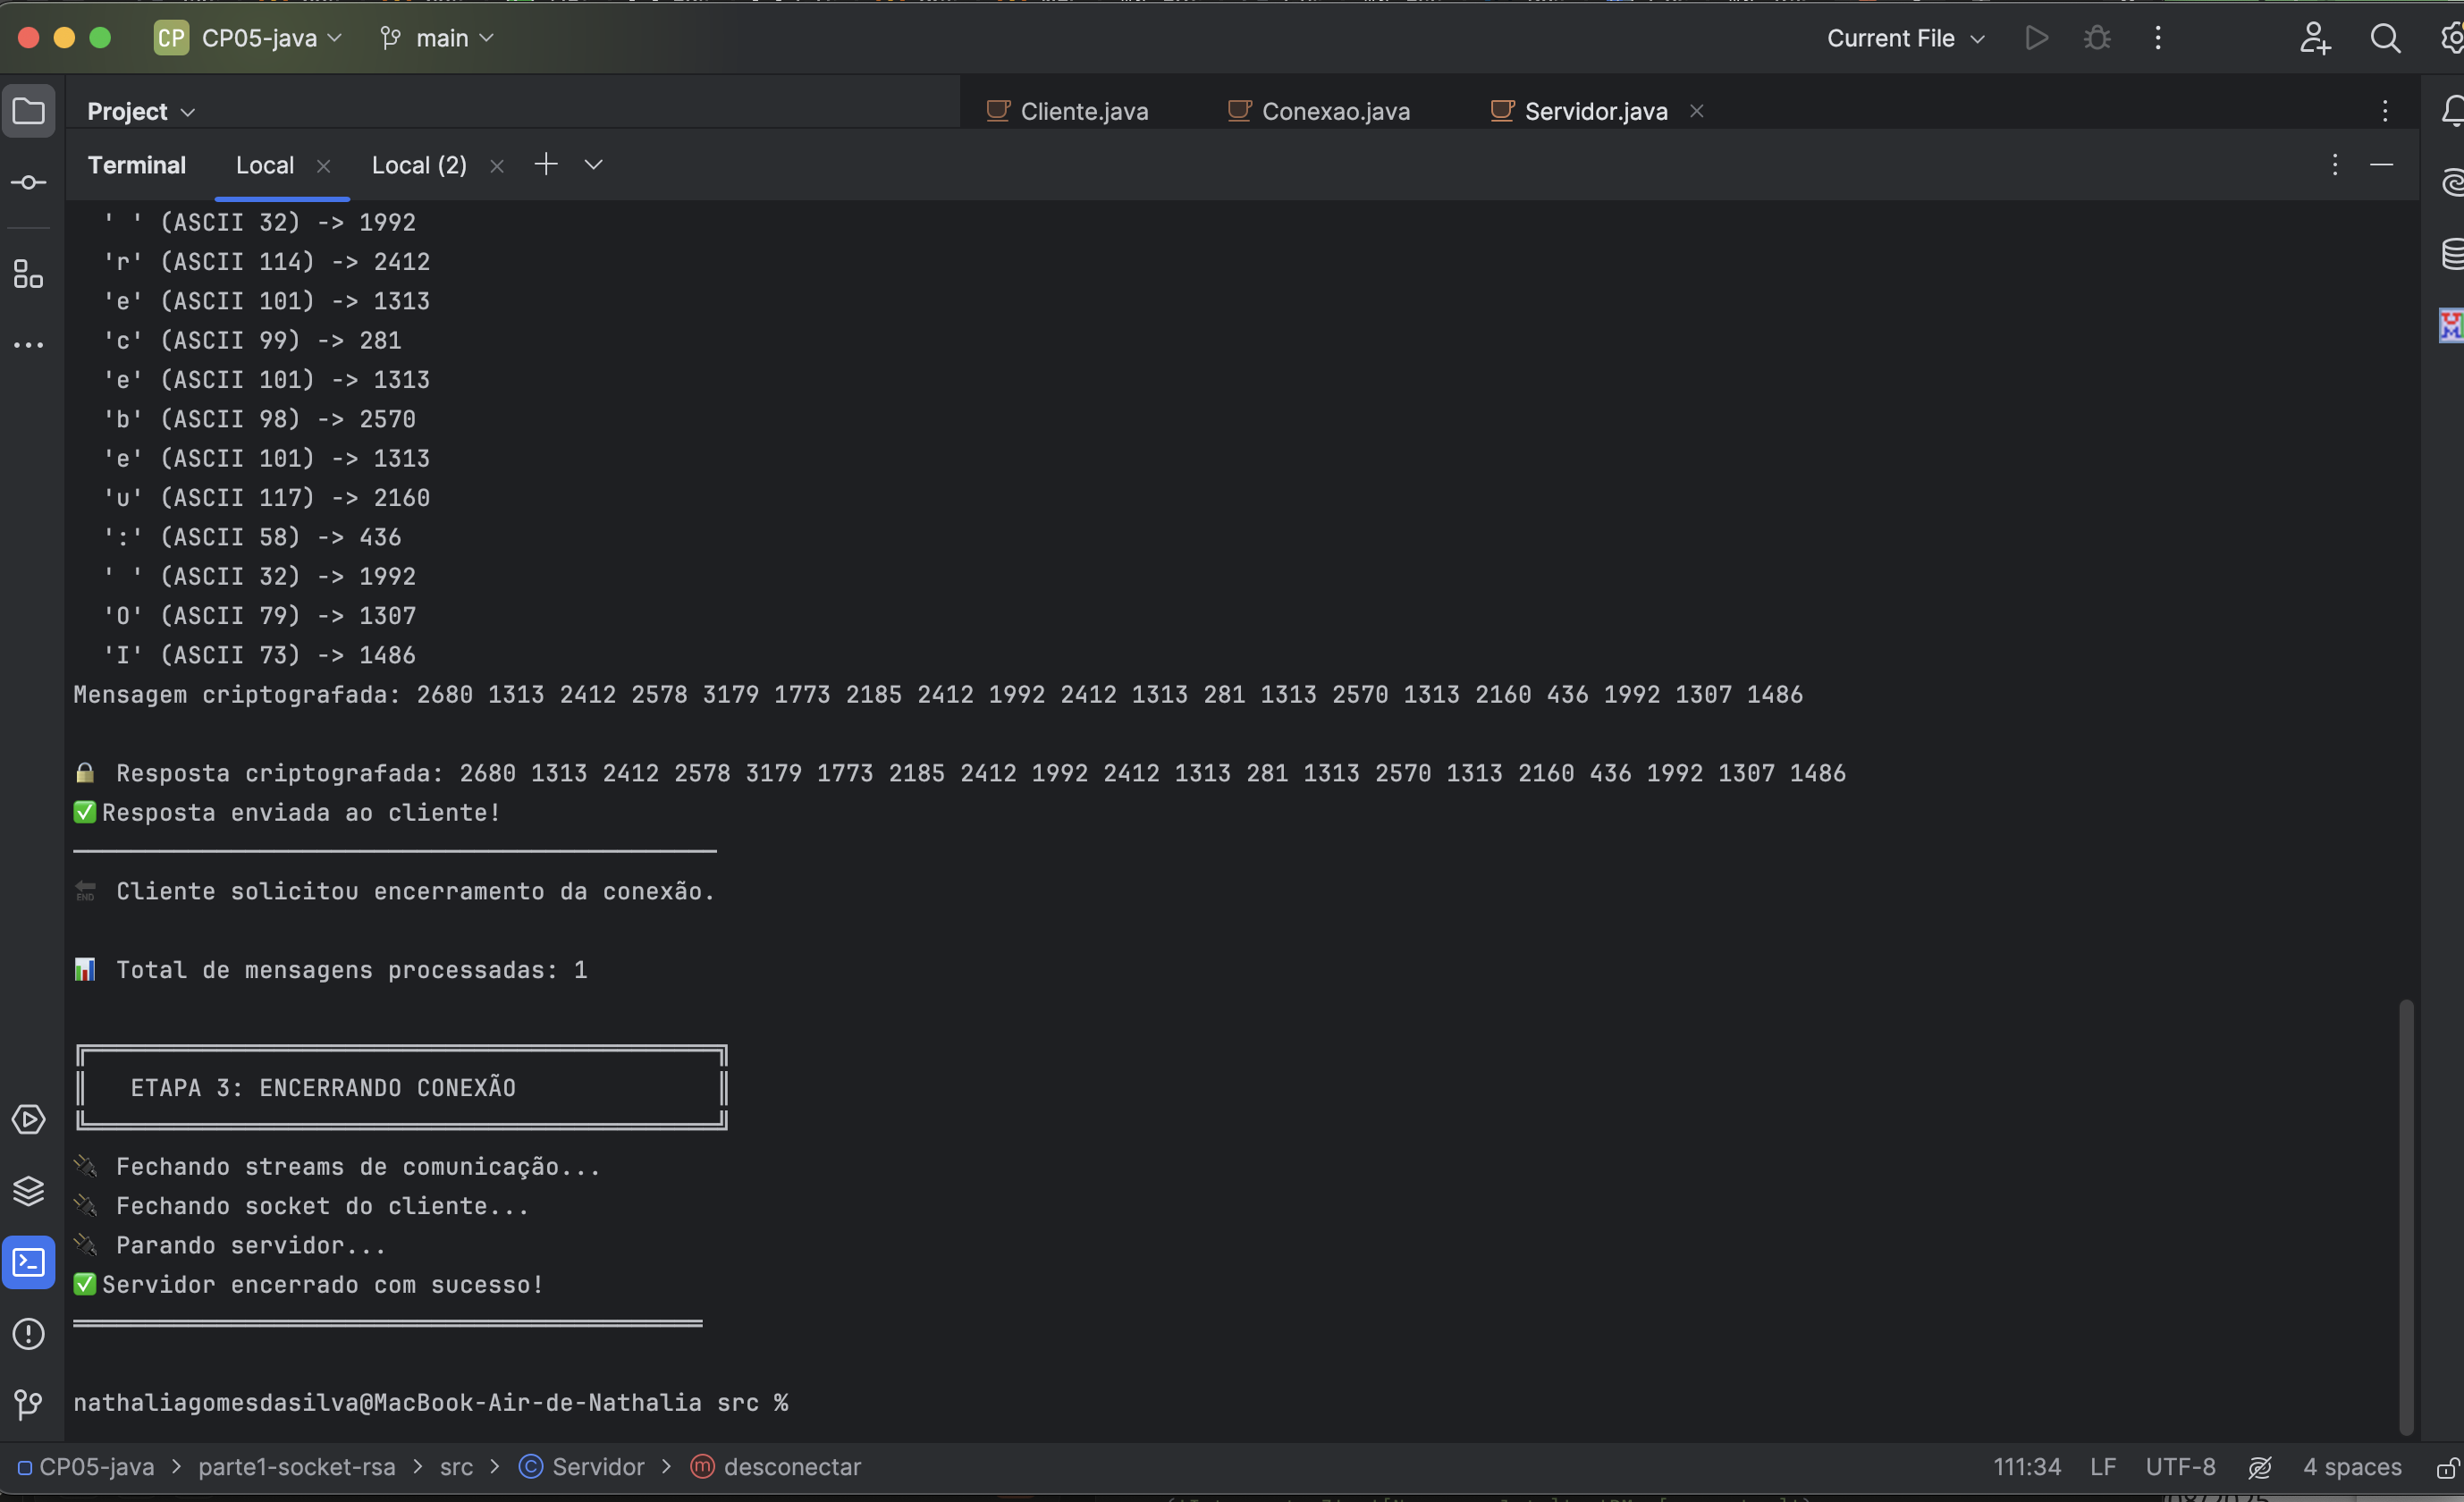 CP CP05-java main Current File
Project Cliente.java Conexao.java Servidor.java
Terminal Local Local (2)
' ' (ASCII 32) -> 1992
'r' (ASCII 114) -> 2412
'e' (ASCII 101) -> 1313
'c' (ASCII 99) -> 281
'e' (ASCII 101) -> 1313
'b' (ASCII 98) -> 2570
'e' (ASCII 101) -> 1313
'u' (ASCII 117) -> 2160
':' (ASCII 58) -> 436
' ' (ASCII 32) -> 1992
'O' (ASCII 79) -> 1307
'I' (ASCII 73) -> 1486
Mensagem criptografada: 2680 1313 2412 2578 3179 1773 2185 2412 1992 2412 1313 281 1313 2570 1313 2160 436 1992 1307 1486
🔒 Resposta criptografada: 2680 1313 2412 2578 3179 1773 2185 2412 1992 2412 1313 281 1313 2570 1313 2160 436 1992 1307 1486
✅Resposta enviada ao cliente!
🔚 Cliente solicitou encerramento da conexão.
📊 Total de mensagens processadas: 1
ETAPA 3: ENCERRANDO CONEXÃO
🔌 Fechando streams de comunicação...
🔌 Fechando socket do cliente...
🔌 Parando servidor...
✅Servidor encerrado com sucesso!
nathaliagomesdasilva@MacBook-Air-de-Nathalia src %
CP05-java > parte1-socket-rsa > src > Servidor > desconectar 111:34 LF UTF-8 4 spaces